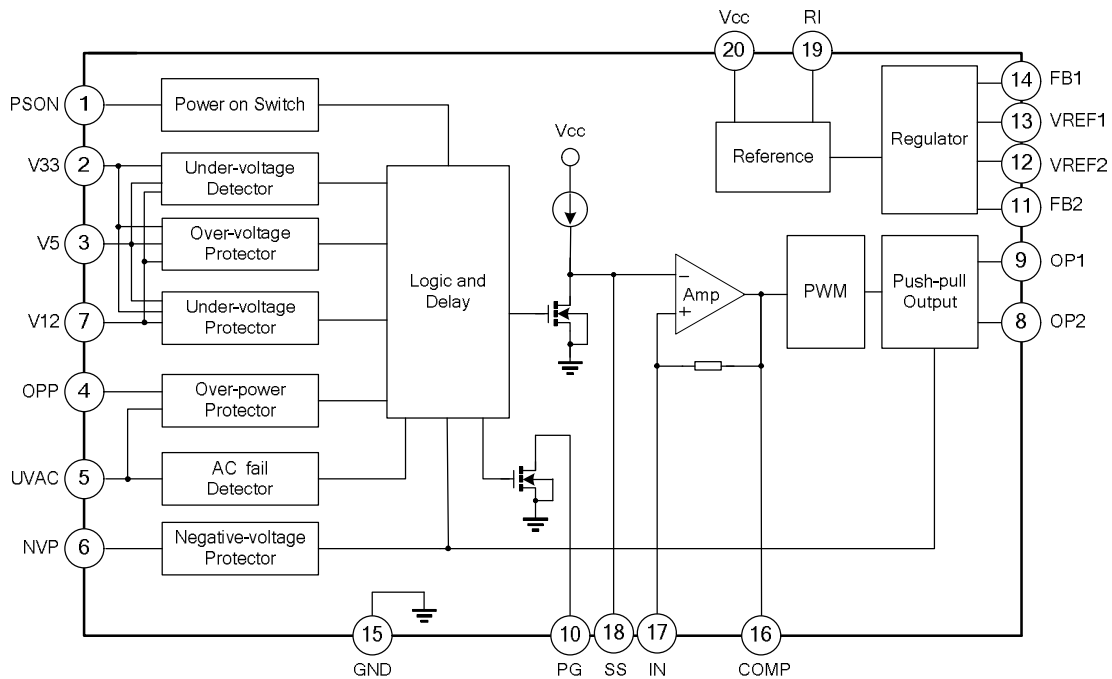 Vcc
RI
20
19
PSON
1
Power on Switch
V33
2
Under-voltage
Detector
V5
3
Over-voltage
Protector
V12
7
Under-voltage
Protector
OPP
4
Over-power
Protector
UVAC
5
AC fail
Detector
NVP
6
Negative-voltage
Protector
Logic and
Delay
Vcc
Reference
Regulator
14
FB1
13
VREF1
12
VREF2
11
FB2
−
Amp
+
PWM
Push-pull
Output
9
OP1
8
OP2
15
GND
10
PG
18
SS
17
IN
16
COMP